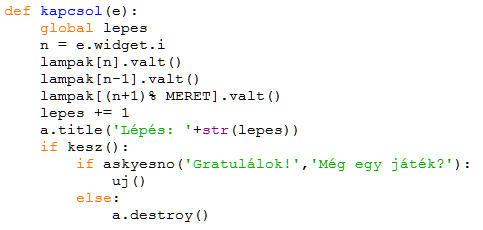 def kapcsol(e):
    global lepes
    n = e.widget.i
    lampak[n].valt()
    lampak[n-1].valt()
    lampak[(n+1)% MERET].valt()
    lepes += 1
    a.title('Lépés: '+str(lepes))
    if kesz():
        if askyesno('Gratulálok!','Még egy játék?'):
            uj()
        else:
            a.destroy()